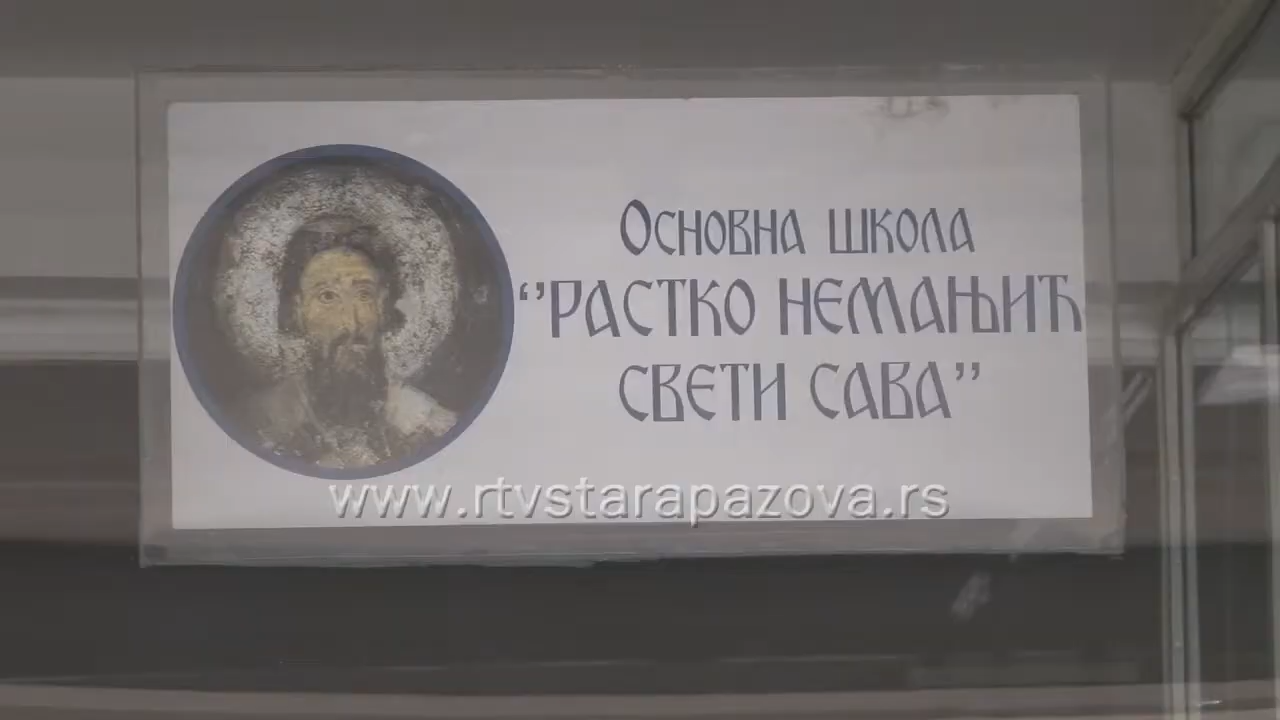 Основна школа
‘’РАСТКО НЕМАЊИЋ
СВЕТИ САВА’’
www.rtvstarapazova.rs